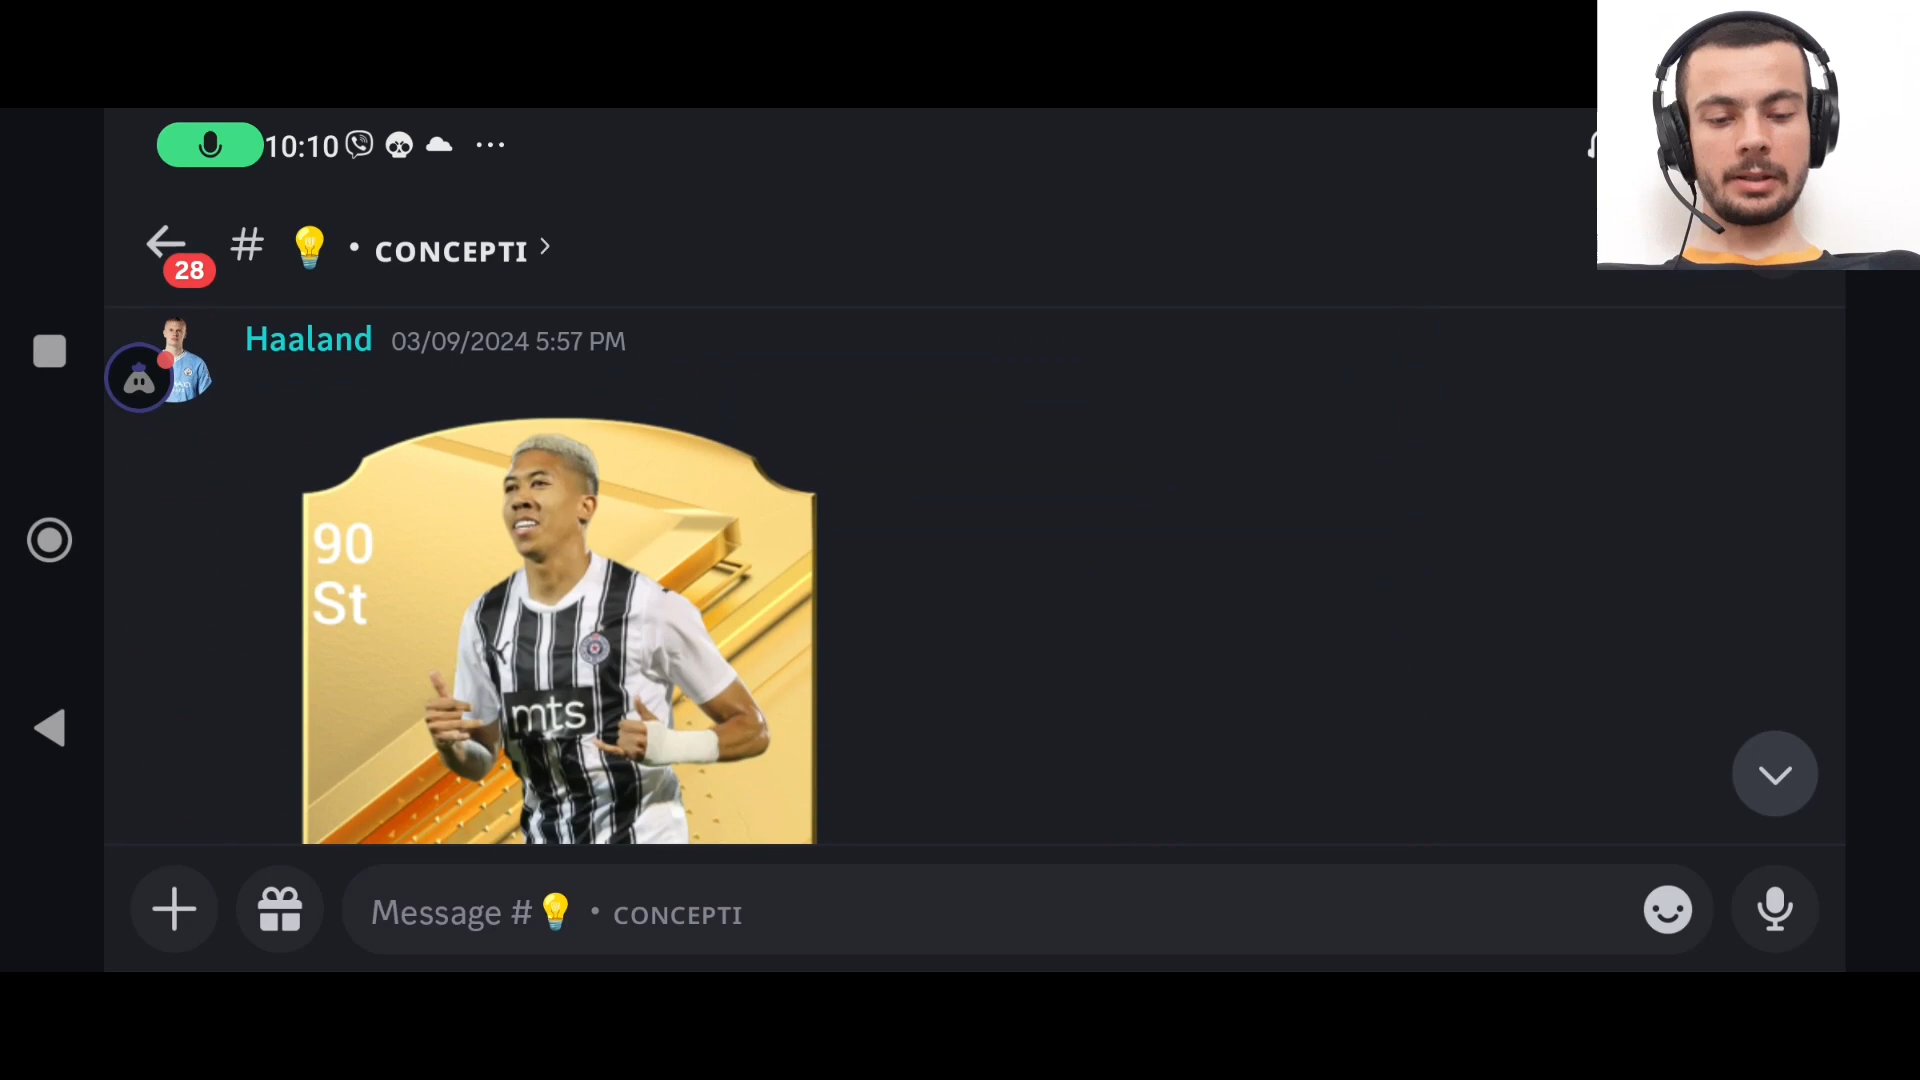 10:10
28
# 💡 • CONCEPTI
Haaland 03/09/2024 5:57 PM
90
St
mts
Message #💡 • CONCEPTI